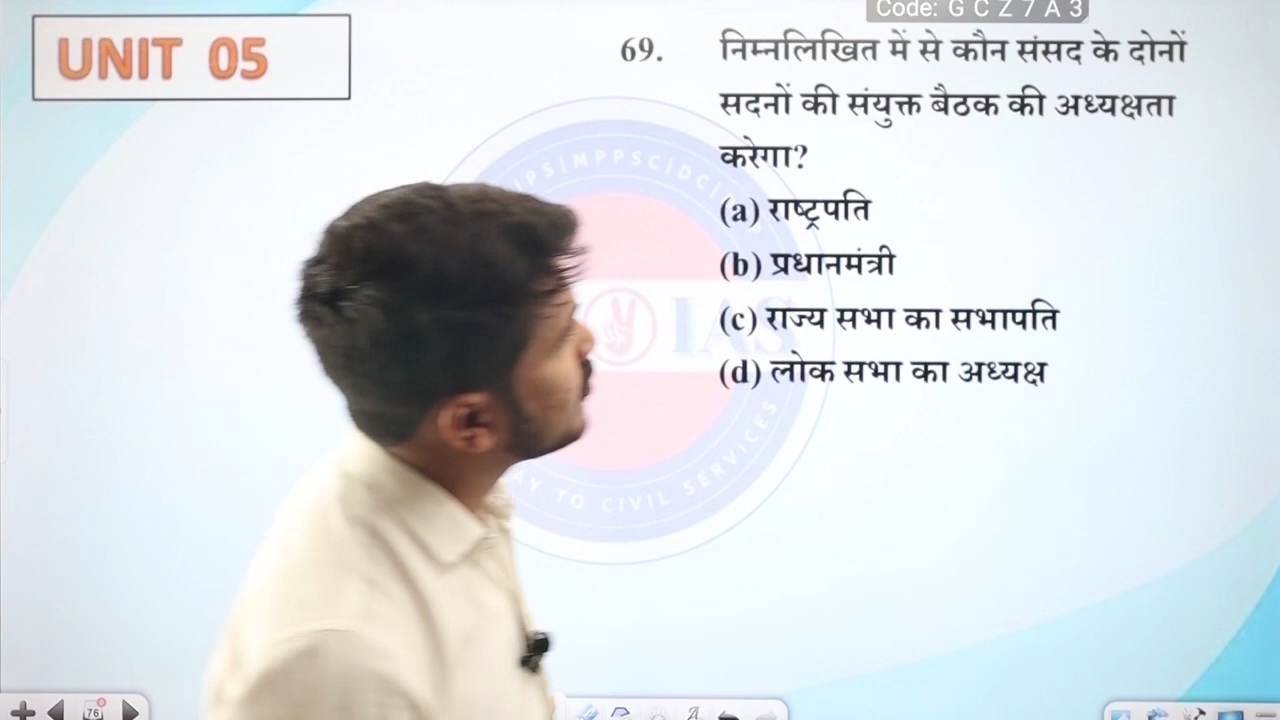 Code: G C Z 7 A 3
UNIT 05
69. निम्नलिखित में से कौन संसद के दोनों
सदनों की संयुक्त बैठक की अध्यक्षता
करेगा?
(a) राष्ट्रपति
(b) प्रधानमंत्री
(c) राज्य सभा का सभापति
(d) लोक सभा का अध्यक्ष
IAS
TO CIVIL SERVICES
76